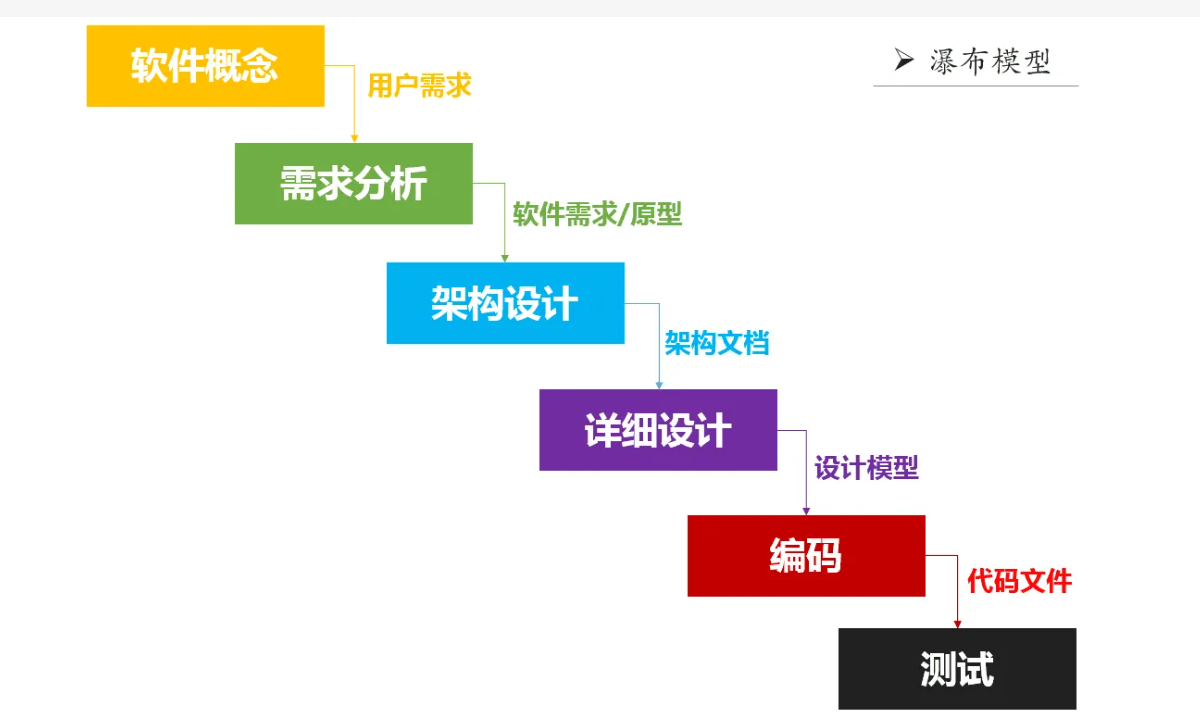 软件概念
➢ 瀑布模型
用户需求
需求分析
软件需求/原型
架构设计
架构文档
详细设计
设计模型
编码
代码文件
测试